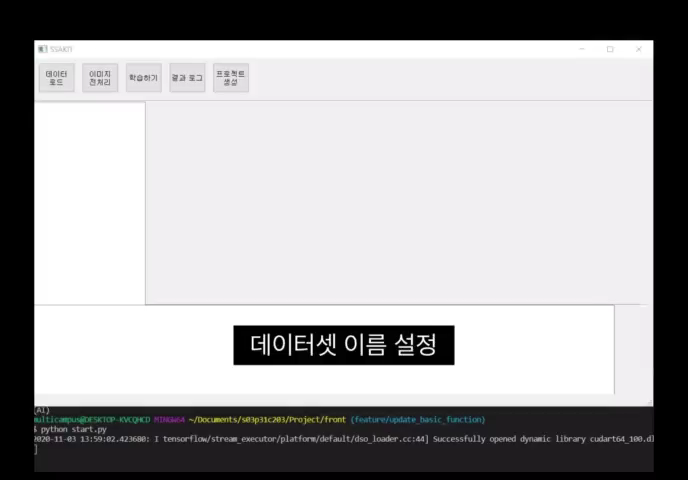 SSAKIT
데이터
로드
이미지
전처리
학습하기
결과 로그
프로젝트
생성
데이터셋 이름 설정
(AI)
multicampus@DESKTOP-KVCQHCD MINGW64 ~/Documents/s03p31c203/Project/front (feature/update_basic_function)
$ python start.py
2020-11-03 13:59:02.423680: I tensorflow/stream_executor/platform/default/dso_loader.cc:44] Successfully opened dynamic library cudart64_100.dl